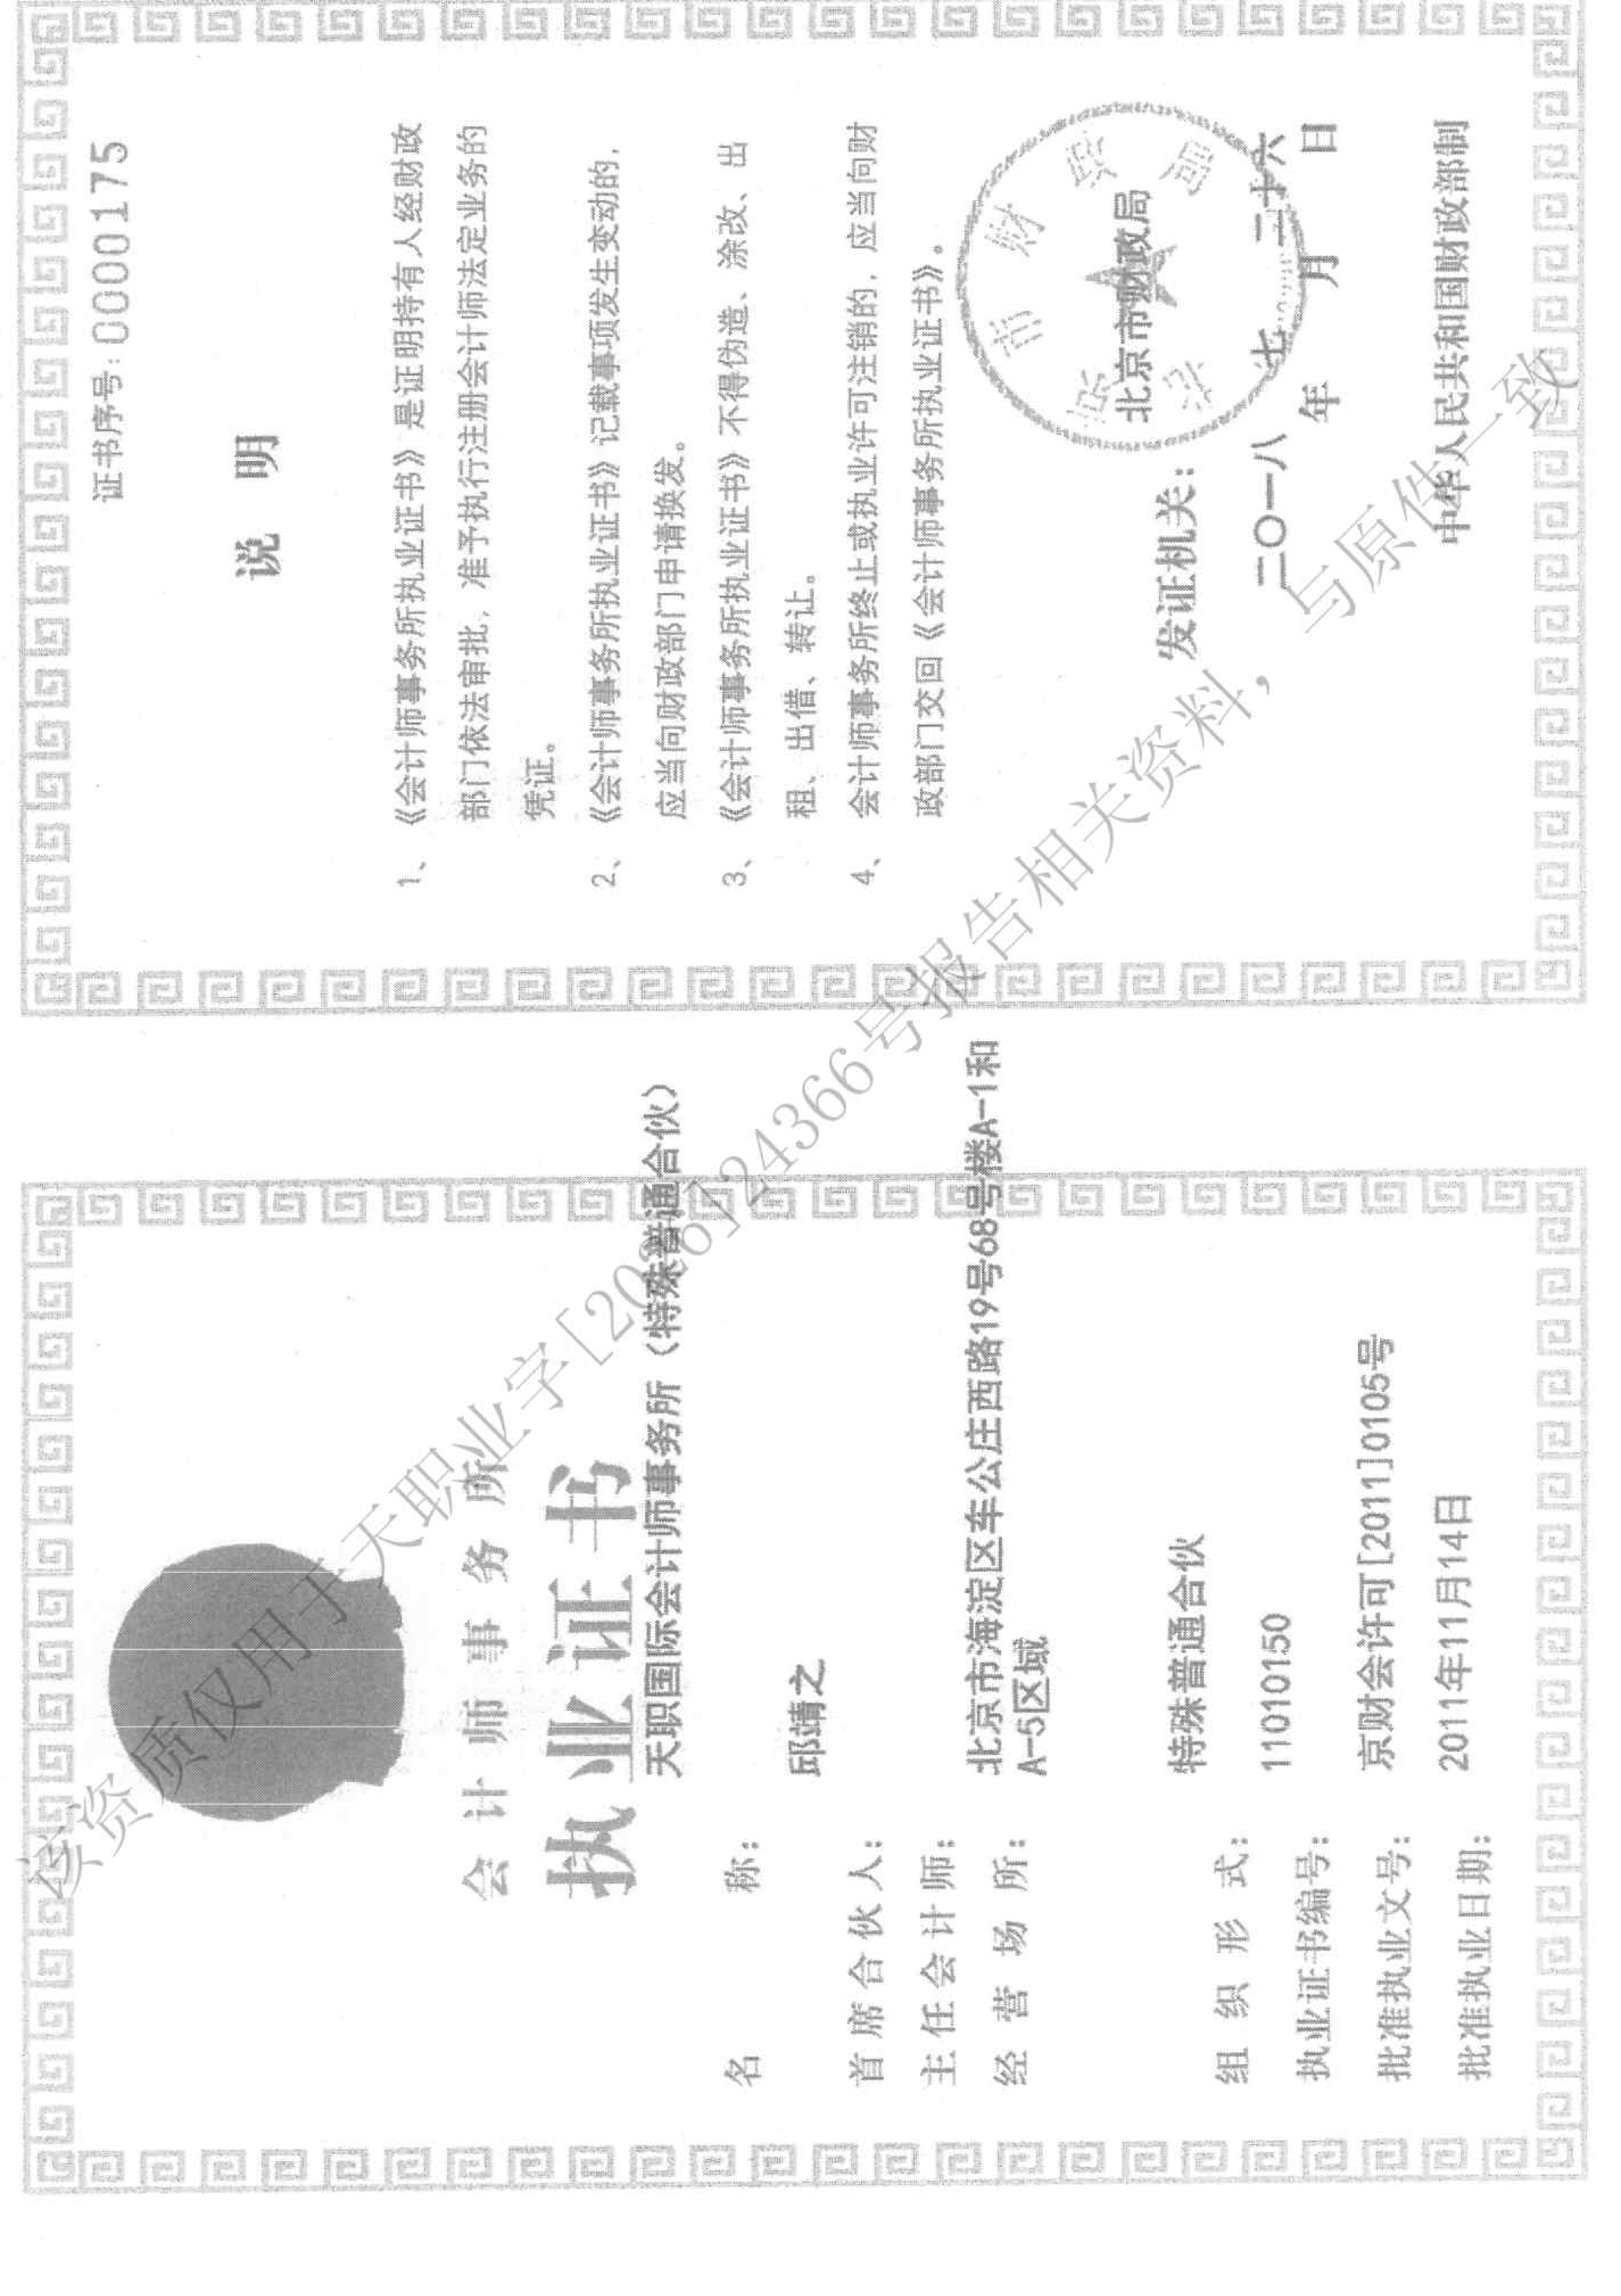 会计师事务所
执业证书
名称：
天职国际会计师事务所（特殊普通合伙）
首席合伙人：
邱靖之
主任会计师：
经营场所：
北京市海淀区车公庄西路19号68号楼A-1和
A-5区域
组织形式：
特殊普通合伙
执业证书编号：
11010150
批准执业文号：
京财会许可[2011]0105号
批准执业日期：
2011年11月14日
证书序号：0000175
说明
1、《会计师事务所执业证书》是证明持有人经财政
部门依法审批，准予执行注册会计师法定业务的
凭证。
2、《会计师事务所执业证书》记载事项发生变动的，
应当向财政部门申请换发。
3、《会计师事务所执业证书》不得伪造、涂改、出
租、出借、转让。
4、会计师事务所终止或执业许可注销的，应当向财
政部门交回《会计师事务所执业证书》。
发证机关：
北京市财政局
北京市财政局
二〇一八年七月二十六日
中华人民共和国财政部制
资质仅用于天职业字[2026]24366号报告相关资料，与原件一致